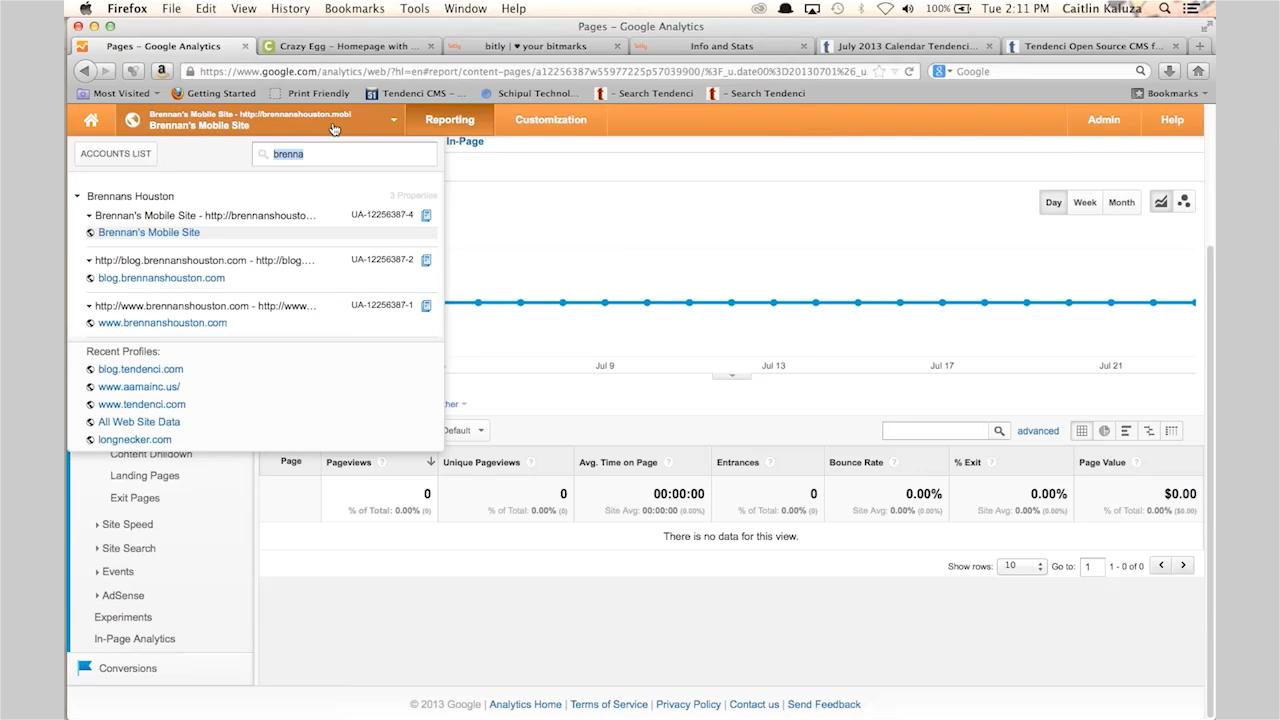 Firefox File Edit View History Bookmarks Tools Window Help 100% Tue 2:11 PM Caitlin Kaluza
Pages – Google Analytics
Pages – Google Analytics Crazy Egg – Homepage with ... bitly | ♥ your bitmarks Info and Stats July 2013 Calendar Tendenci... Tendenci Open Source CMS f...
https://www.google.com/analytics/web/?hl=en#report/content-pages/a12256387w55977225p57039900/%3F_u.date00%3D20130701%26_u. Google
Most Visited Getting Started Print Friendly Tendenci CMS -... Schipul Technol... - Search Tendenci - Search Tendenci Bookmarks
Brennan's Mobile Site - http://brennanshouston.mobi
Brennan's Mobile Site
Reporting Customization Admin Help
In-Page
ACCOUNTS LIST brenna
Brennans Houston 3 Properties
Brennan's Mobile Site - http://brennanshousto... UA-12256387-4
Brennan's Mobile Site
http://blog.brennanshouston.com - http://blog.... UA-12256387-2
blog.brennanshouston.com
http://www.brennanshouston.com - http://www... UA-12256387-1
www.brennanshouston.com
Recent Profiles:
blog.tendenci.com
www.aamainc.us/
www.tendenci.com
All Web Site Data
longnecker.com
Day Week Month
Jul 9 Jul 13 Jul 17 Jul 21
Default advanced
Content Drilldown
Landing Pages
Exit Pages
Site Speed
Site Search
Events
AdSense
Experiments
In-Page Analytics
Conversions
Page Pageviews Unique Pageviews Avg. Time on Page Entrances Bounce Rate % Exit Page Value
0 0 00:00:00 0 0.00% 0.00% $0.00
% of Total: 0.00% (0) % of Total: 0.00% (0) Site Avg: 00:00:00 (0.00%) % of Total: 0.00% (0) Site Avg: 0.00% (0.00%) Site Avg: 0.00% (0.00%) % of Total: 0.00% ($0.00)
There is no data for this view.
Show rows: 10 Go to: 1 1 - 0 of 0
© 2013 Google | Analytics Home | Terms of Service | Privacy Policy | Contact us | Send Feedback